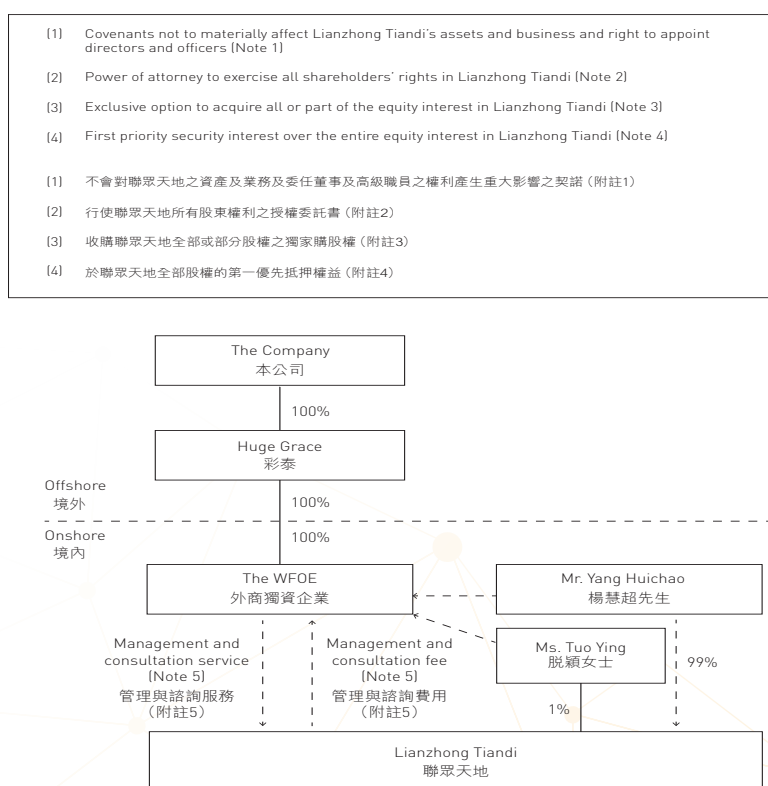 (1) Covenants not to materially affect Lianzhong Tiandi's assets and business and right to appoint
directors and officers (Note 1)
(2) Power of attorney to exercise all shareholders' rights in Lianzhong Tiandi (Note 2)
(3) Exclusive option to acquire all or part of the equity interest in Lianzhong Tiandi (Note 3)
(4) First priority security interest over the entire equity interest in Lianzhong Tiandi (Note 4)
(1) 不會對聯眾天地之資產及業務及委任董事及高級職員之權利產生重大影響之契諾（附註1）
(2) 行使聯眾天地所有股東權利之授權委託書（附註2）
(3) 收購聯眾天地全部或部分股權之獨家購股權（附註3）
(4) 於聯眾天地全部股權的第一優先抵押權益（附註4）
The Company
本公司
100%
Huge Grace
彩泰
Offshore
境外
100%
Onshore
境內
100%
The WFOE
外商獨資企業
Mr. Yang Huichao
楊慧超先生
Ms. Tuo Ying
脱穎女士
Management and
consultation service
(Note 5)
管理與諮詢服務
（附註5）
Management and
consultation fee
(Note 5)
管理與諮詢費用
（附註5）
99%
1%
Lianzhong Tiandi
聯眾天地